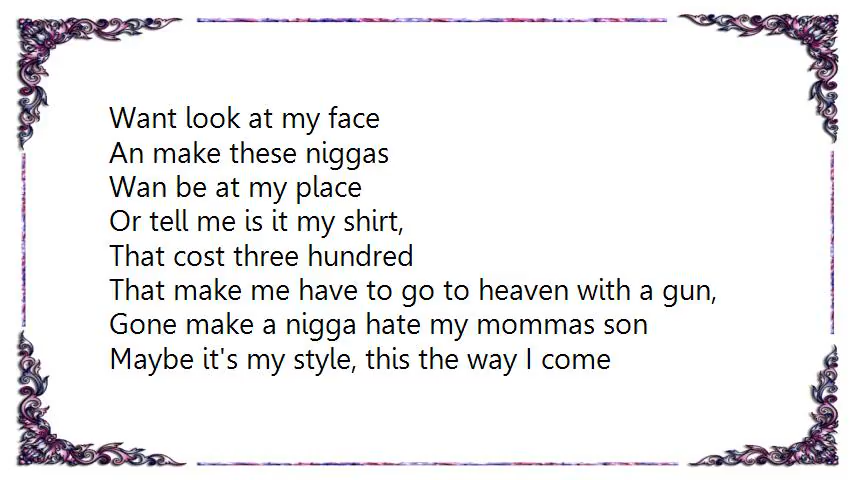 Want look at my face
An make these niggas
Wan be at my place
Or tell me is it my shirt,
That cost three hundred
That make me have to go to heaven with a gun,
Gone make a nigga hate my mommas son
Maybe it's my style, this the way I come